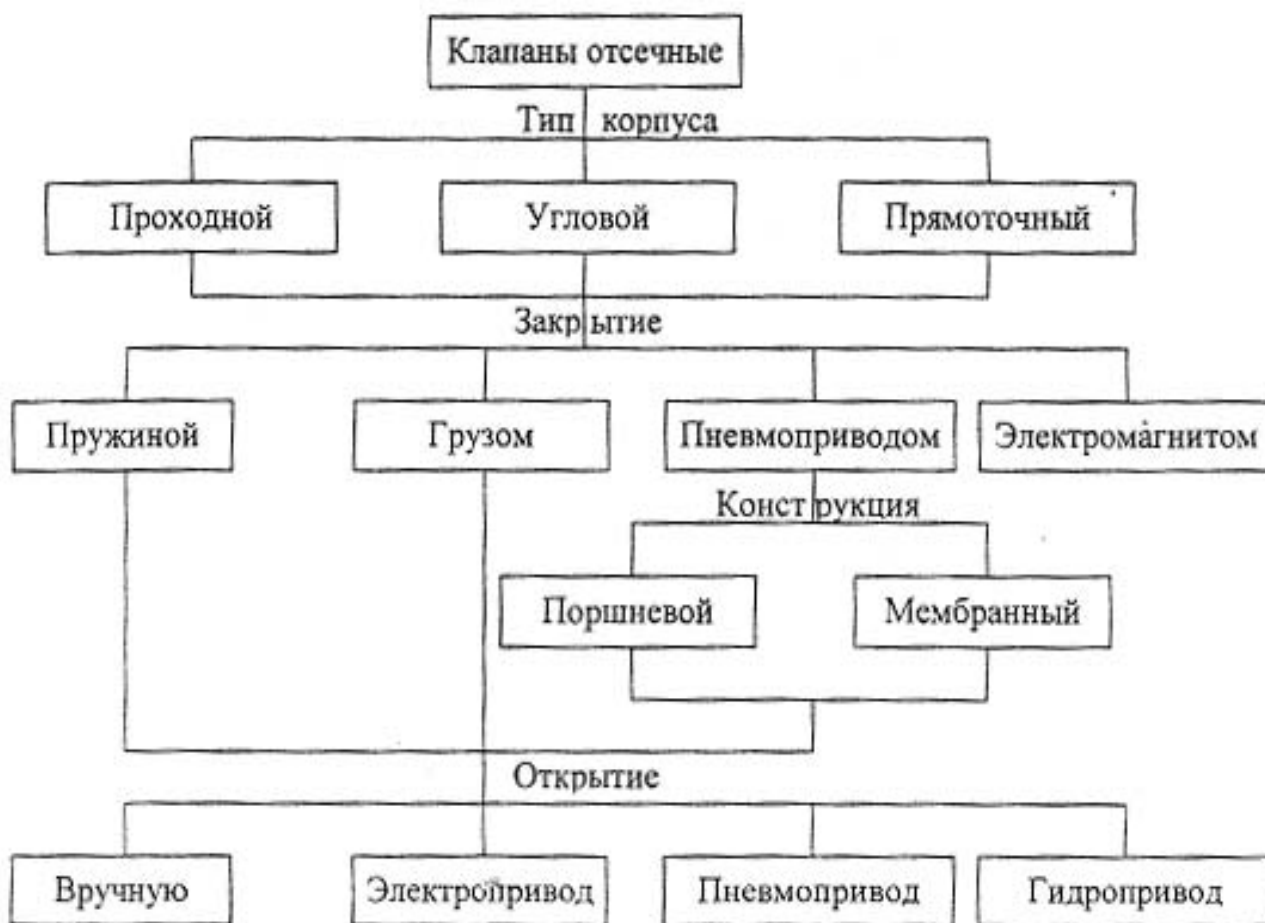 Клапаны отсечные
Тип корпуса
Проходной
Угловой
Прямоточный
Закрытие
Пружиной
Грузом
Пневмоприводом
Электромагнитом
Конструкция
Поршневой
Мембранный
Открытие
Вручную
Электропривод
Пневмопривод
Гидропривод